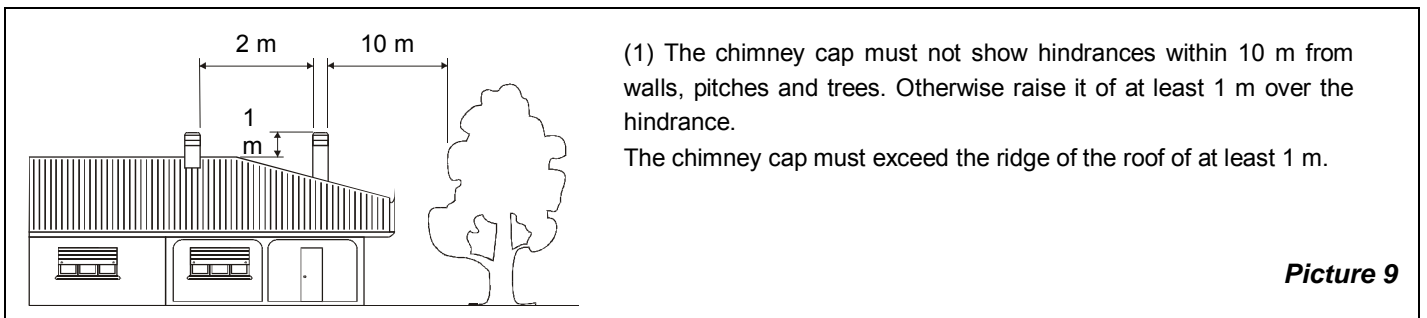 2 m
10 m
1
m
(1) The chimney cap must not show hindrances within 10 m from
walls, pitches and trees. Otherwise raise it of at least 1 m over the
hindrance.
The chimney cap must exceed the ridge of the roof of at least 1 m.
Picture 9